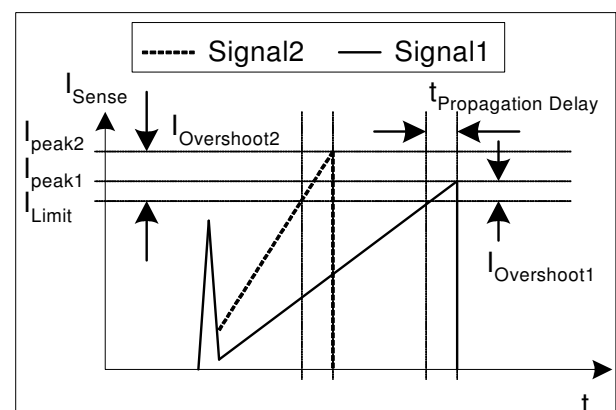 Signal2 Signal1
I_Sense
t_Propagation Delay
I_peak2
I_Overshoot2
I_peak1
I_Limit
I_Overshoot1
t